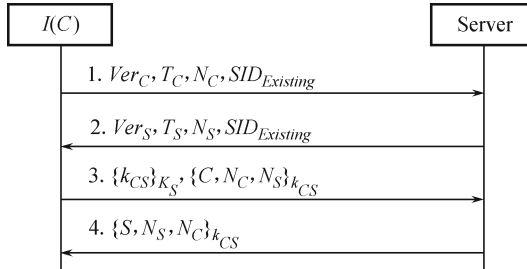 I(C)
Server
1. Ver_C, T_C, N_C, SID_Existing
2. Ver_S, T_S, N_S, SID_Existing
3. {k_CS}_K_S, {C, N_C, N_S}_k_CS
4. {S, N_S, N_C}_k_CS